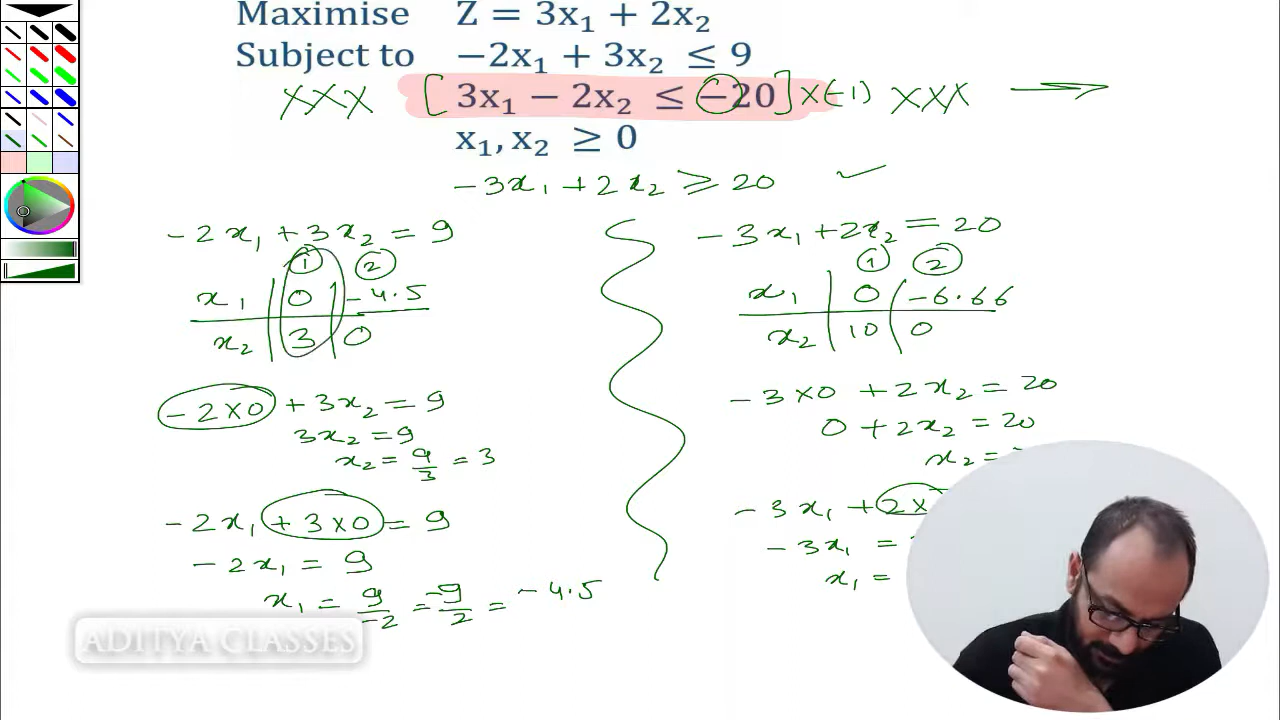 Maximise Z = 3x₁ + 2x₂
Subject to −2x₁ + 3x₂ ≤ 9
XXX [3x₁ − 2x₂ ≤ −20] x(−1) XXX
x₁, x₂ ≥ 0
−3x₁ + 2x₂ ≥ 20 ✓
−2x₁ + 3x₂ = 9
① ②
x₁ | 0 | −4.5
x₂ | 3 | 0
−2×0 + 3x₂ = 9
3x₂ = 9
x₂ = 9/3 = 3
−2x₁ + 3×0 = 9
−2x₁ = 9
x₁ = 9/−2 = −9/2 = −4.5
−3x₁ + 2x₂ = 20
① ②
x₁ | 0 | −6.66
x₂ | 10 | 0
−3×0 + 2x₂ = 20
0 + 2x₂ = 20
x₂ =
−3x₁ + 2×
−3x₁ =
x₁ =
ADITYA CLASSES